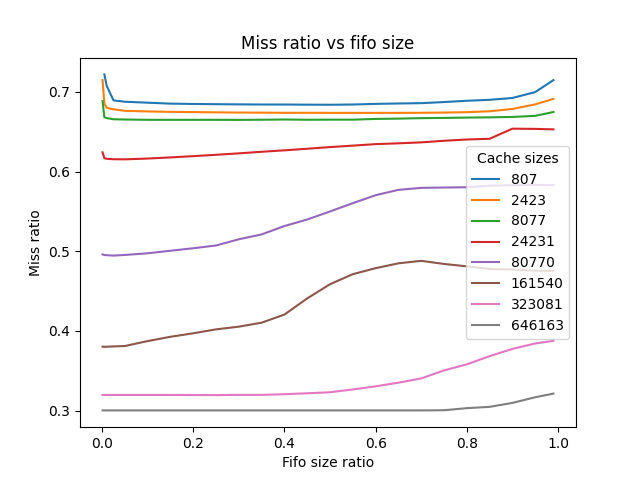 Miss ratio vs fifo size
Miss ratio
0.7
0.6
0.5
0.4
0.3
Cache sizes
807
2423
8077
24231
80770
161540
323081
646163
0.0 0.2 0.4 0.6 0.8 1.0
Fifo size ratio